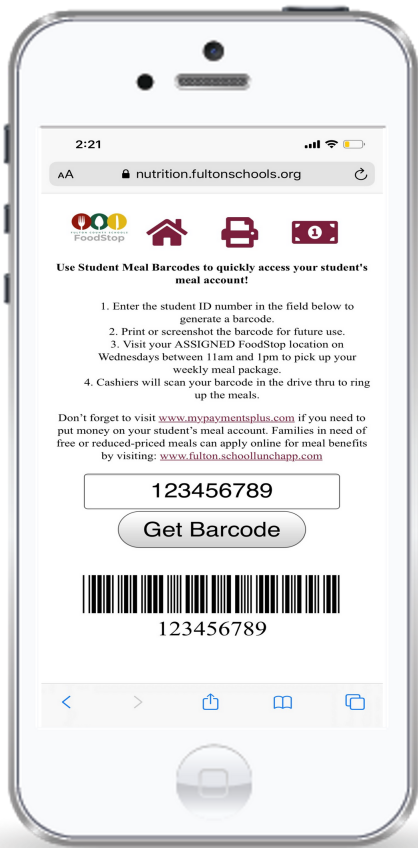 2:21
AA nutrition.fultonschools.org
FULTON COUNTY SCHOOLS
FoodStop
1
Use Student Meal Barcodes to quickly access your student's
meal account!
1. Enter the student ID number in the field below to
generate a barcode.
2. Print or screenshot the barcode for future use.
3. Visit your ASSIGNED FoodStop location on
Wednesdays between 11am and 1pm to pick up your
weekly meal package.
4. Cashiers will scan your barcode in the drive thru to ring
up the meals.
Don't forget to visit www.mypaymentsplus.com if you need to
put money on your student's meal account. Families in need of
free or reduced-priced meals can apply online for meal benefits
by visiting: www.fulton.schoollunchapp.com
123456789
Get Barcode
123456789